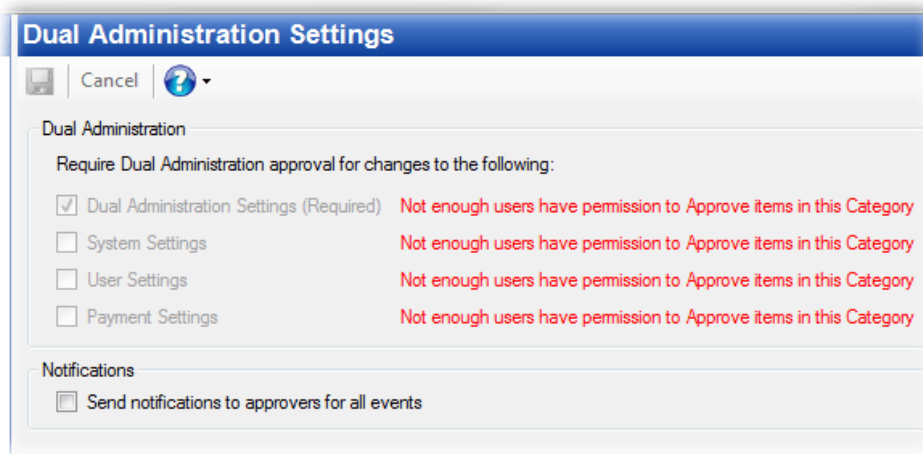 Dual Administration Settings
Cancel
Dual Administration
Require Dual Administration approval for changes to the following:
Dual Administration Settings (Required) Not enough users have permission to Approve items in this Category
System Settings Not enough users have permission to Approve items in this Category
User Settings Not enough users have permission to Approve items in this Category
Payment Settings Not enough users have permission to Approve items in this Category
Notifications
Send notifications to approvers for all events